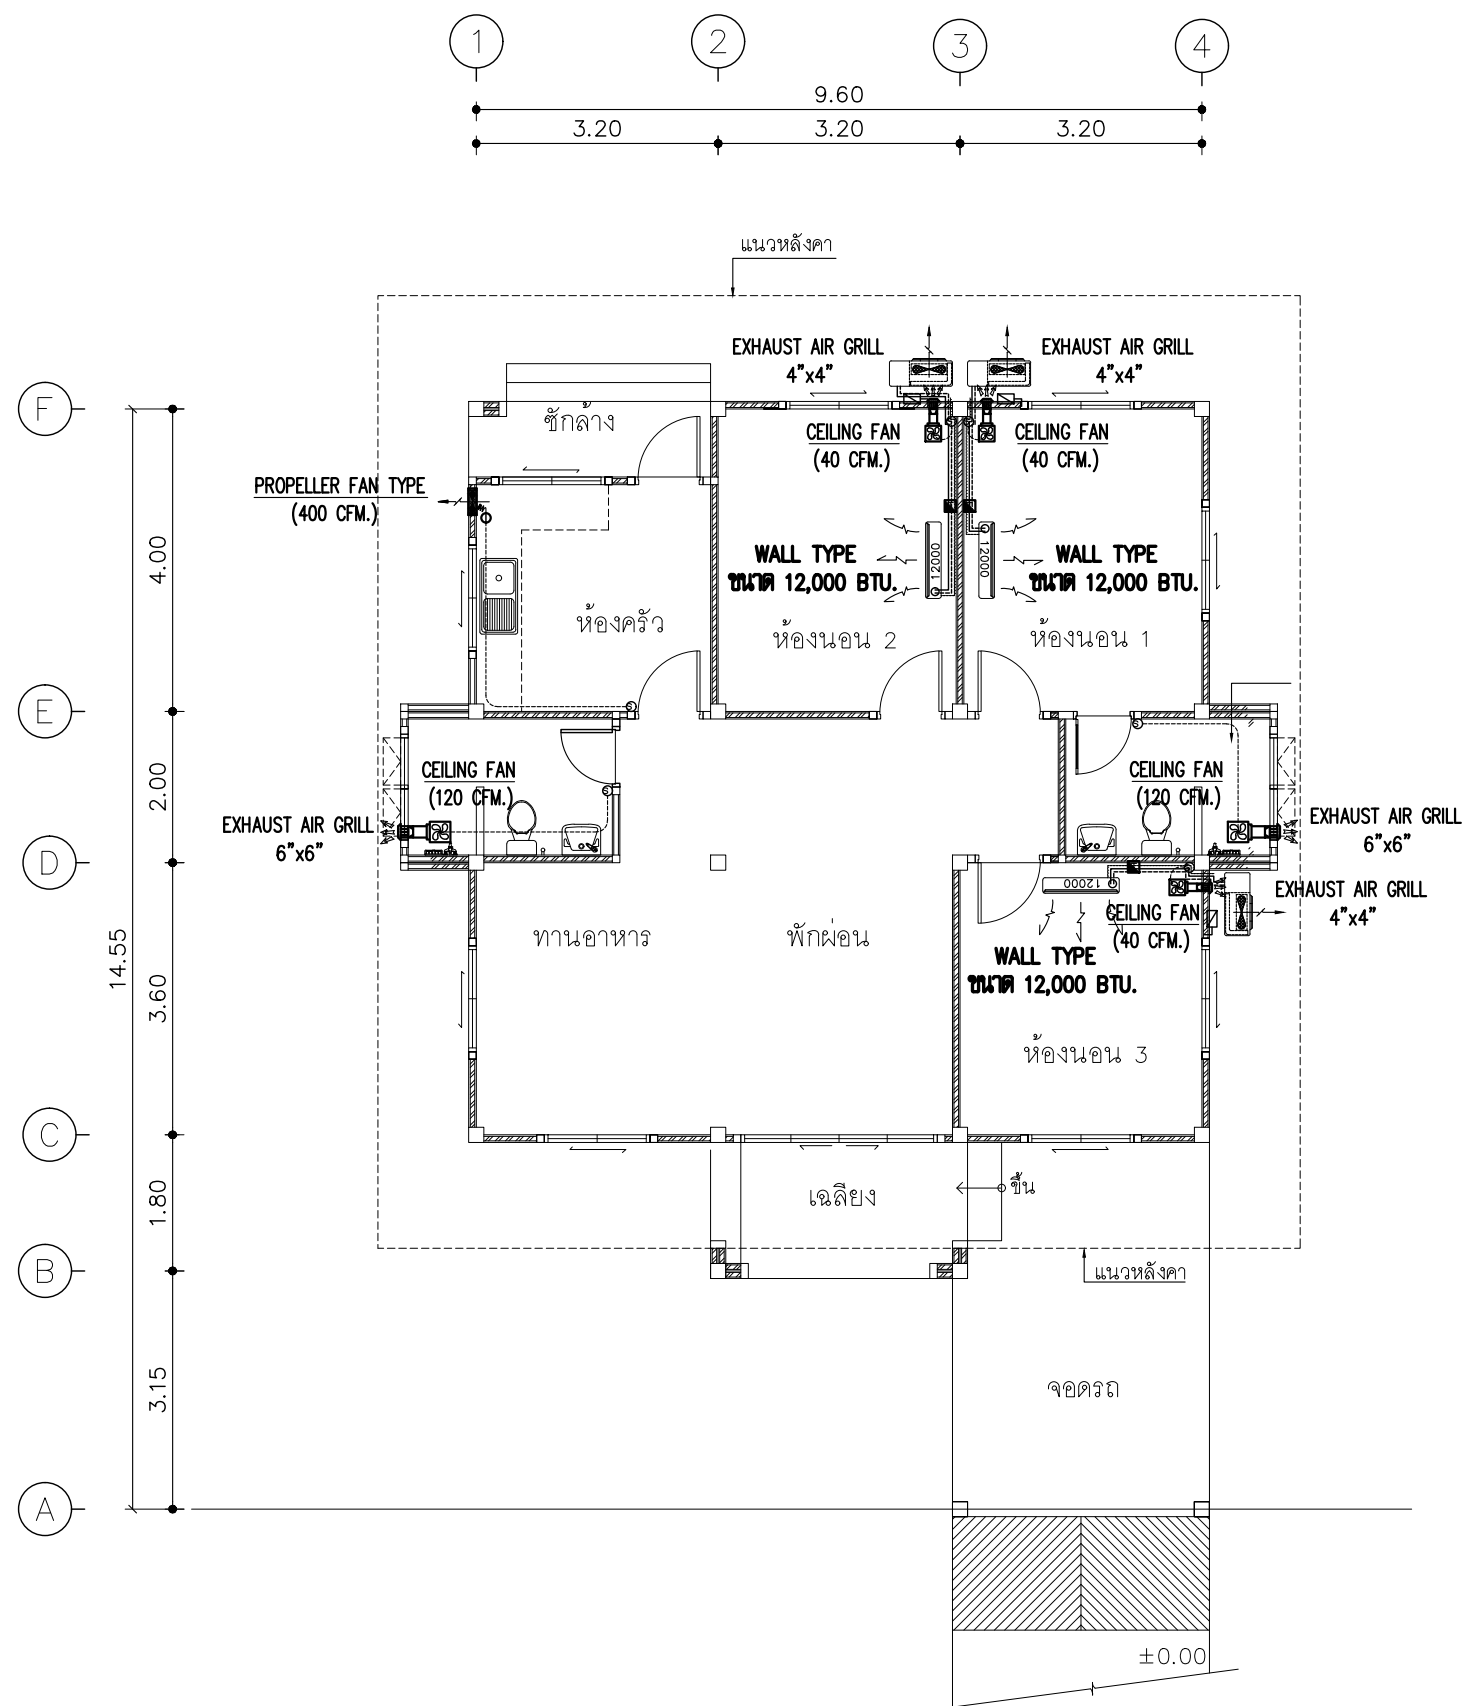 1
2
3
4
9.60
3.20
3.20
3.20
แนวหลังคา
EXHAUST AIR GRILL
4"x4"
EXHAUST AIR GRILL
4"x4"
F
ซักล้าง
CEILING FAN
(40 CFM.)
CEILING FAN
(40 CFM.)
PROPELLER FAN TYPE
(400 CFM.)
4.00
12000
12000
WALL TYPE
ขนาด 12,000 BTU.
WALL TYPE
ขนาด 12,000 BTU.
ห้องครัว
ห้องนอน 2
ห้องนอน 1
E
2.00
CEILING FAN
(120 CFM.)
CEILING FAN
(120 CFM.)
EXHAUST AIR GRILL
6"x6"
EXHAUST AIR GRILL
6"x6"
D
12000
EXHAUST AIR GRILL
4"x4"
CEILING FAN
(40 CFM.)
14.55
3.60
ทานอาหาร
พักผ่อน
WALL TYPE
ขนาด 12,000 BTU.
ห้องนอน 3
C
1.80
เฉลียง
ขึ้น
B
แนวหลังคา
3.15
จอดรถ
A
±0.00